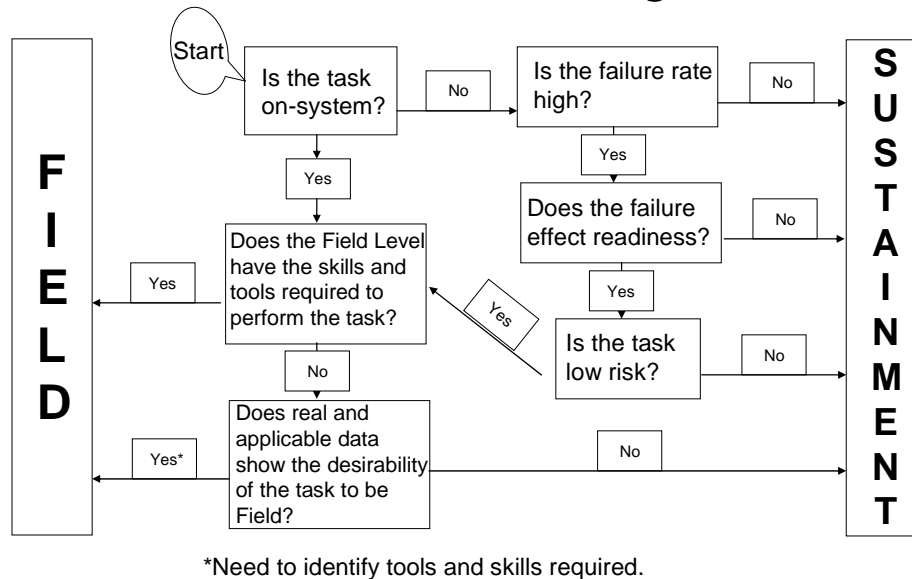 Start
Is the task
on-system?
No
Is the failure rate
high?
No
Yes
Yes
Does the Field Level
have the skills and
tools required to
perform the task?
Yes
Does the failure
effect readiness?
No
Yes
Yes
Is the task
low risk?
No
No
Does real and
applicable data
show the desirability
of the task to be
Field?
Yes*
No
F
I
E
L
D
S
U
S
T
A
I
N
M
E
N
T
*Need to identify tools and skills required.